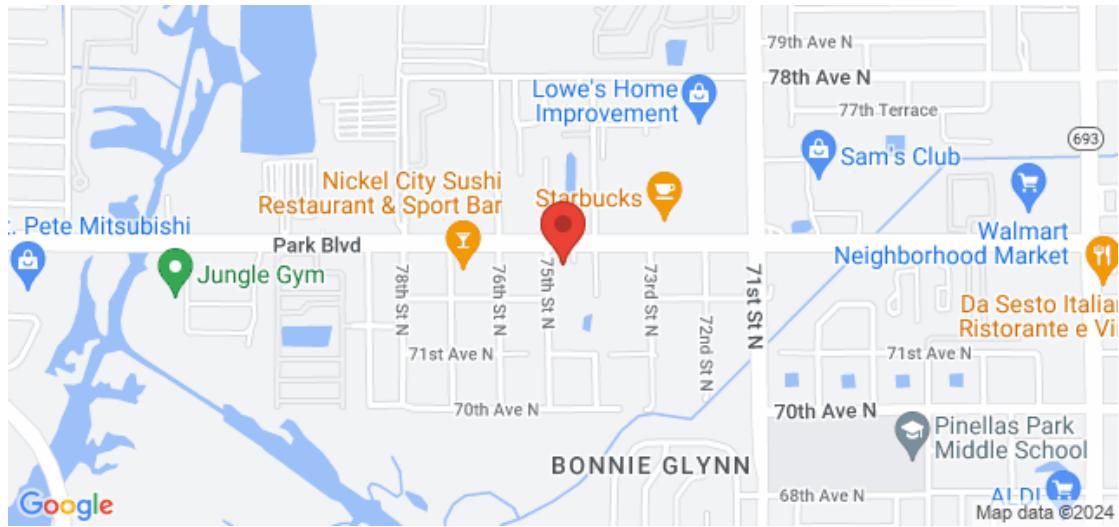 79th Ave N
78th Ave N
Lowe's Home
Improvement
77th Terrace
693
Sam's Club
Nickel City Sushi
Restaurant & Sport Bar
Starbucks
t. Pete Mitsubishi
Park Blvd
Walmart
Neighborhood Market
Jungle Gym
78th St N
76th St N
75th St N
73rd St N
72nd St N
71st St N
Da Sesto Italian
Ristorante e Vi
71st Ave N
71st Ave N
70th Ave N
70th Ave N
Pinellas Park
Middle School
BONNIE GLYNN
68th Ave N
ALDI
Google
Map data ©2024